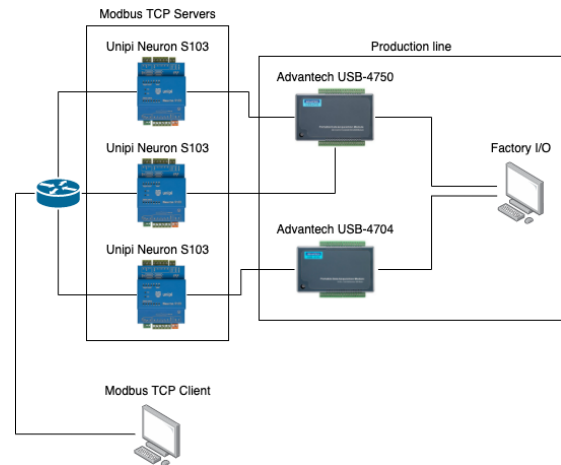 Modbus TCP Servers
Unipi Neuron S103
Production line
Advantech USB-4750
Unipi Neuron S103
Factory I/O
Advantech USB-4704
Unipi Neuron S103
Modbus TCP Client